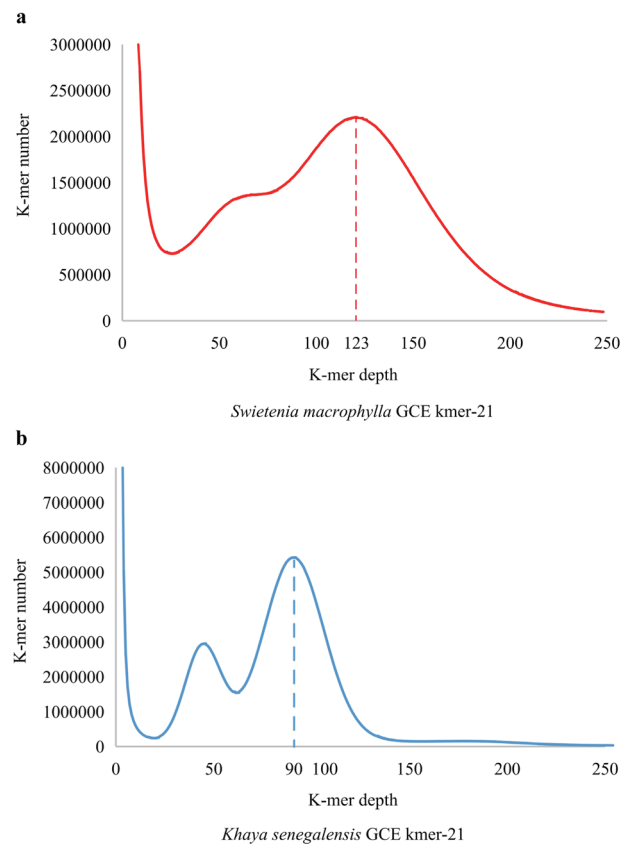 a
3000000
2500000
2000000
1500000
1000000
500000
0
K-mer number
0 50 100 123 150 200 250
K-mer depth
Swietenia macrophylla GCE kmer-21
b
8000000
7000000
6000000
5000000
4000000
3000000
2000000
1000000
0
K-mer number
0 50 90 100 150 200 250
K-mer depth
Khaya senegalensis GCE kmer-21